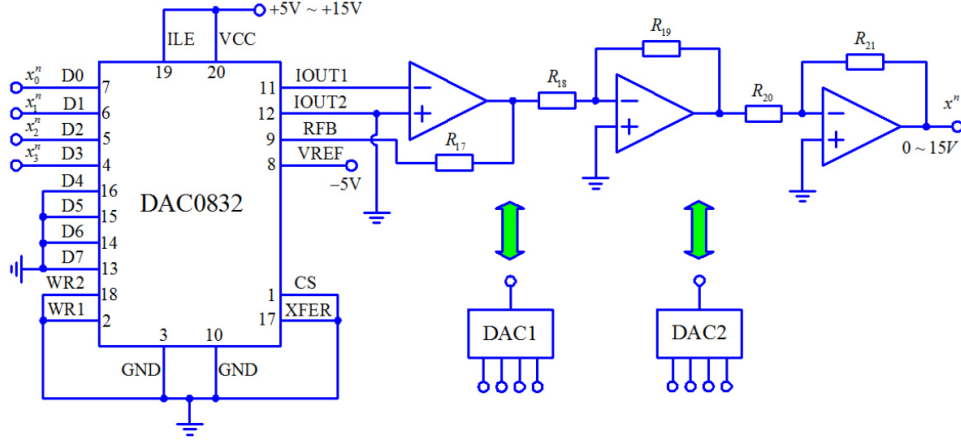 +5V ~ +15V
ILE
VCC
19
20
x₀ⁿ D0 7
x₁ⁿ D1 6
x₂ⁿ D2 5
x₃ⁿ D3 4
D4 16
D5 15
D6 14
D7 13
WR2 18
WR1 2
DAC0832
11 IOUT1
12 IOUT2
9 RFB
8 VREF
−5V
1 CS
17 XFER
3
10
GND
GND
R₁₇
R₁₈
R₁₉
R₂₀
R₂₁
xⁿ
0 ~ 15V
DAC1
DAC2